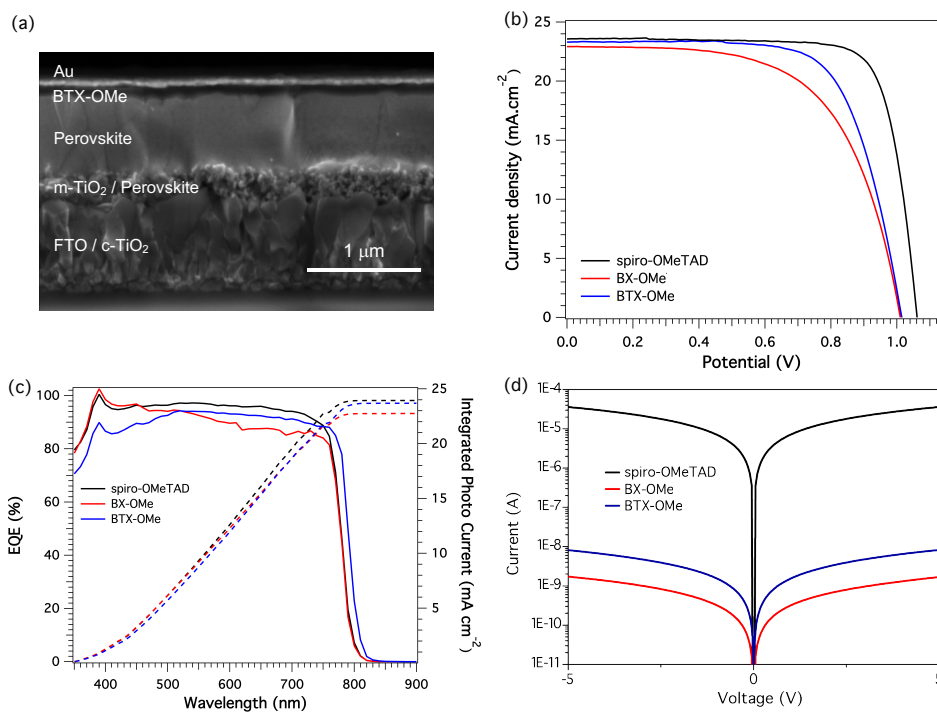 (a)
Au
BTX-OMe
Perovskite
m-TiO2 / Perovskite
FTO / c-TiO2
1 μm
(b)
25
20
15
10
5
0
Current density (mA.cm-2)
spiro-OMeTAD
BX-OMe
BTX-OMe
0.0 0.2 0.4 0.6 0.8 1.0
Potential (V)
(c)
100
80
60
40
20
0
EQE (%)
spiro-OMeTAD
BX-OMe
BTX-OMe
25
20
15
10
5
0
Integrated Photo Current (mA cm-2)
400 500 600 700 800 900
Wavelength (nm)
(d)
1E-4
1E-5
1E-6
1E-7
1E-8
1E-9
1E-10
1E-11
Current (A)
spiro-OMeTAD
BX-OMe
BTX-OMe
-5 0 5
Voltage (V)